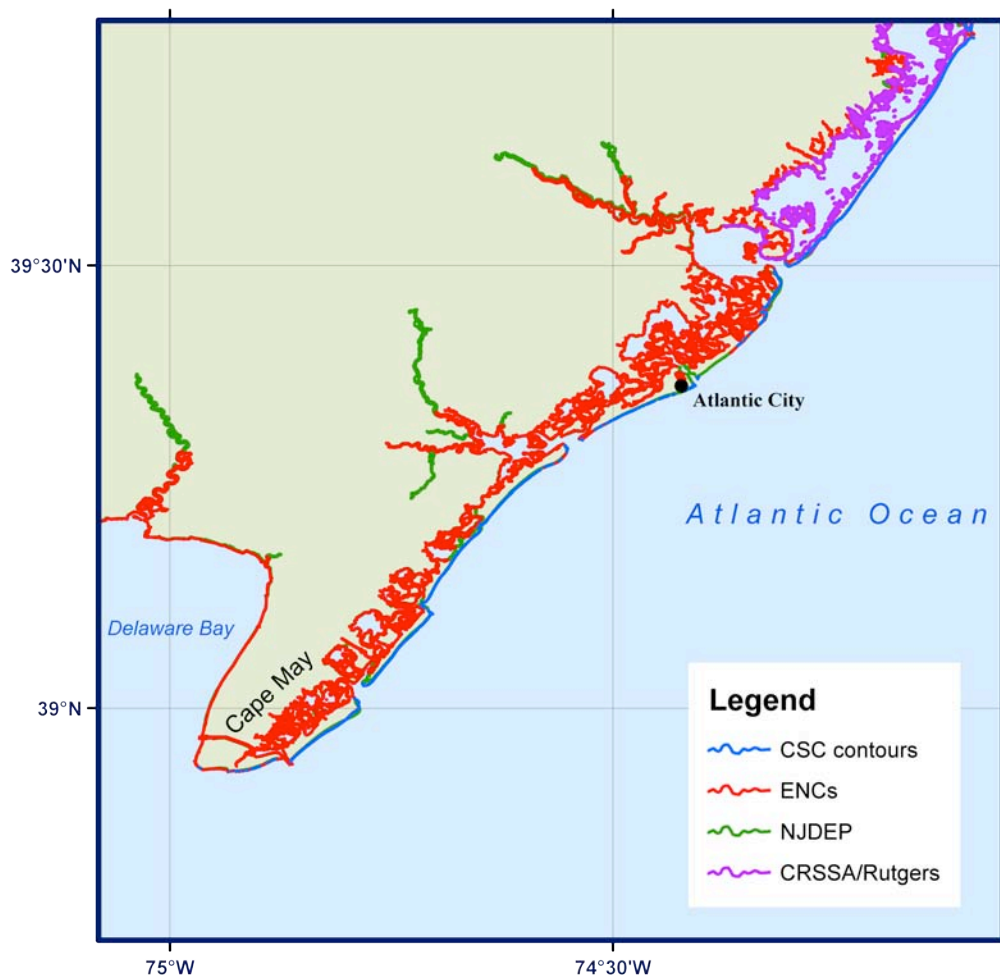 39°30'N
Atlantic City
Atlantic Ocean
Delaware Bay
Cape May
39°N
Legend
CSC contours
ENCs
NJDEP
CRSSA/Rutgers
75°W
74°30'W